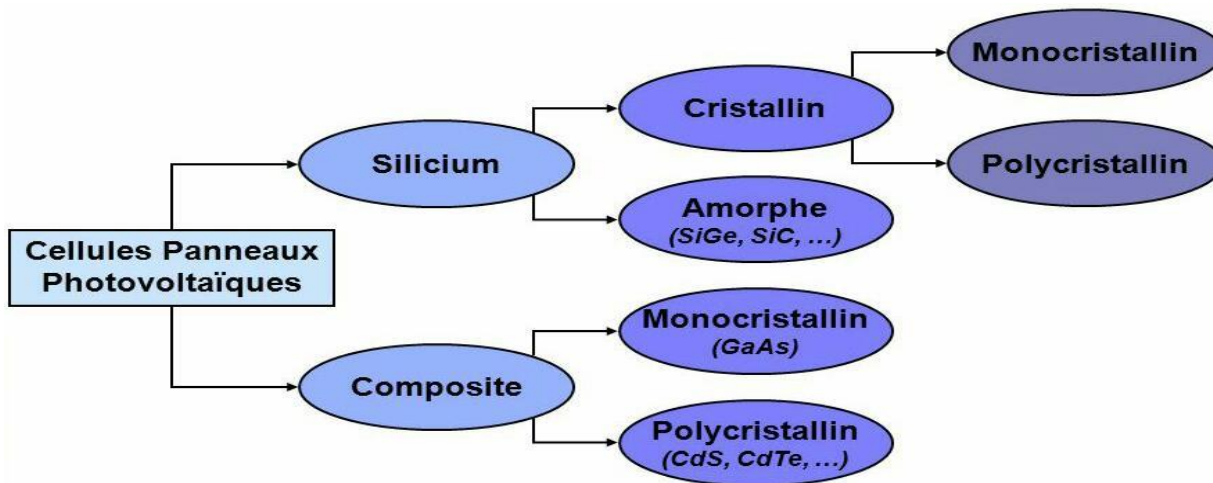 Cellules Panneaux
Photovoltaïques
Silicium
Cristallin
Monocristallin
Polycristallin
Amorphe
(SiGe, SiC, ...)
Composite
Monocristallin
(GaAs)
Polycristallin
(CdS, CdTe, ...)